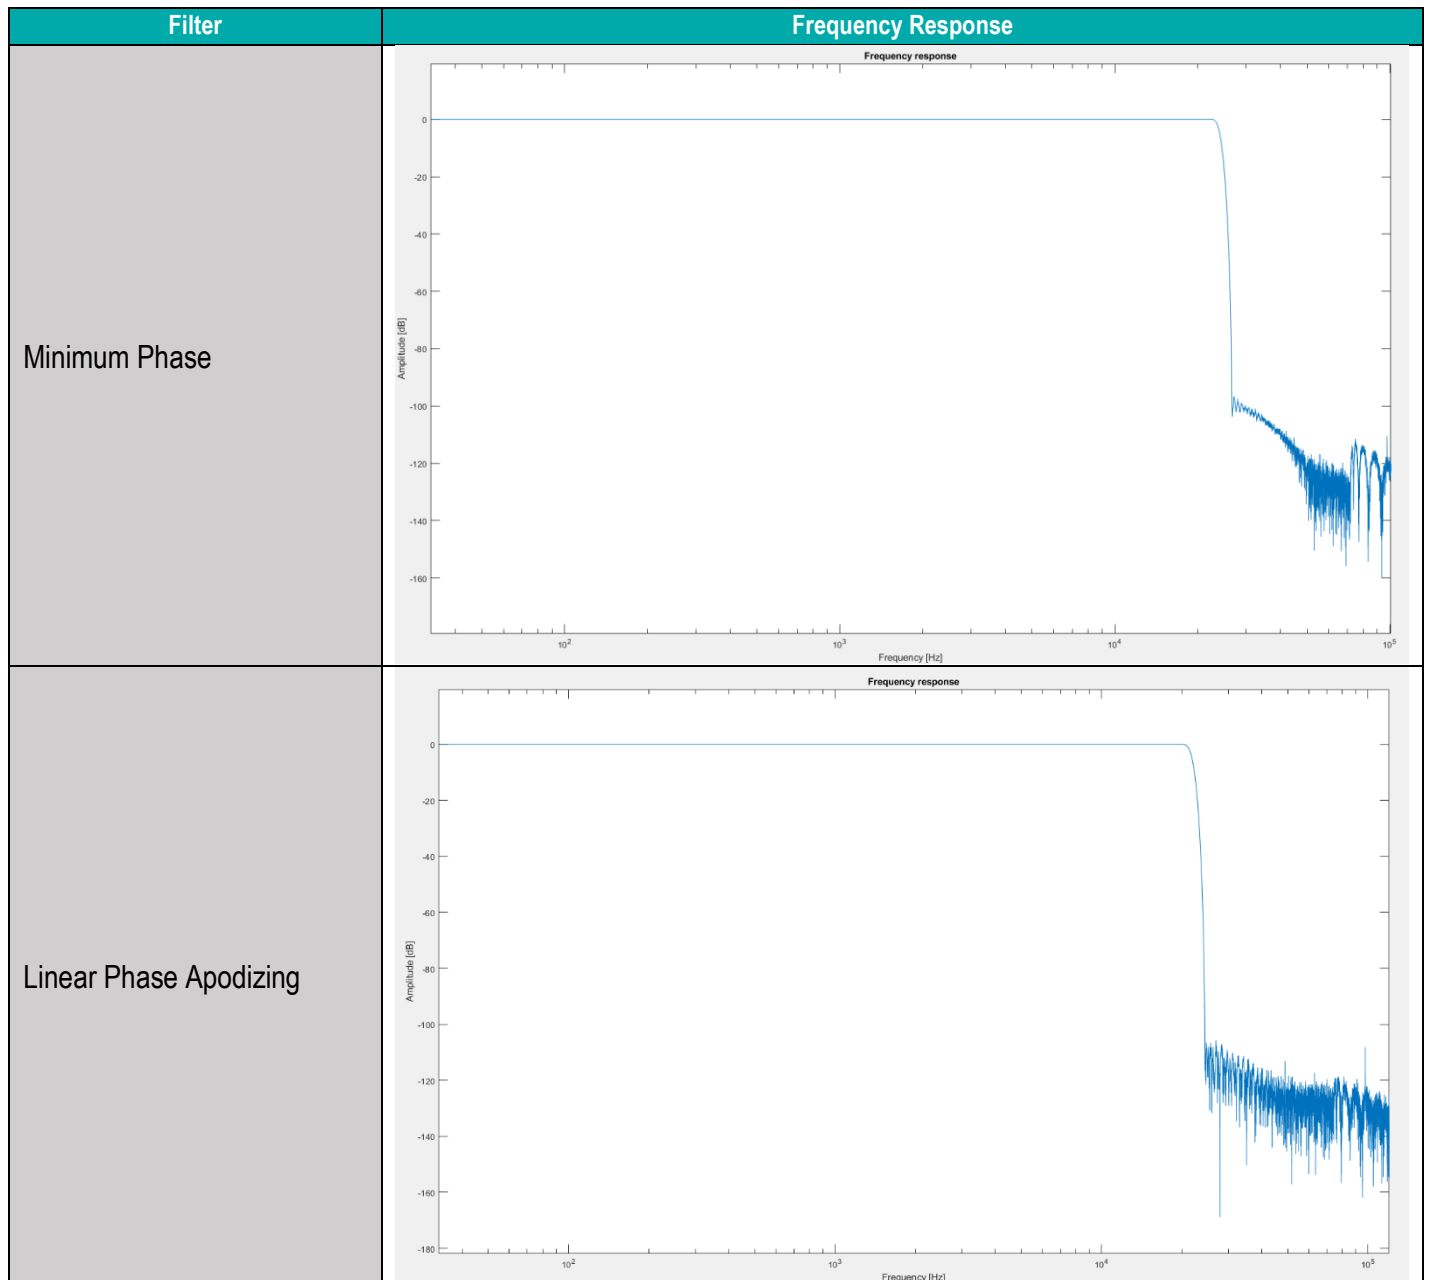 Filter Frequency Response
Frequency response
0
-20
-40
-60
-80
-100
-120
-140
-160
Amplitude [dB]
10² 10³ 10⁴ 10⁵
Frequency [Hz]
Minimum Phase
Frequency response
0
-20
-40
-60
-80
-100
-120
-140
-160
-180
Amplitude [dB]
10² 10³ 10⁴ 10⁵
Frequency [Hz]
Linear Phase Apodizing